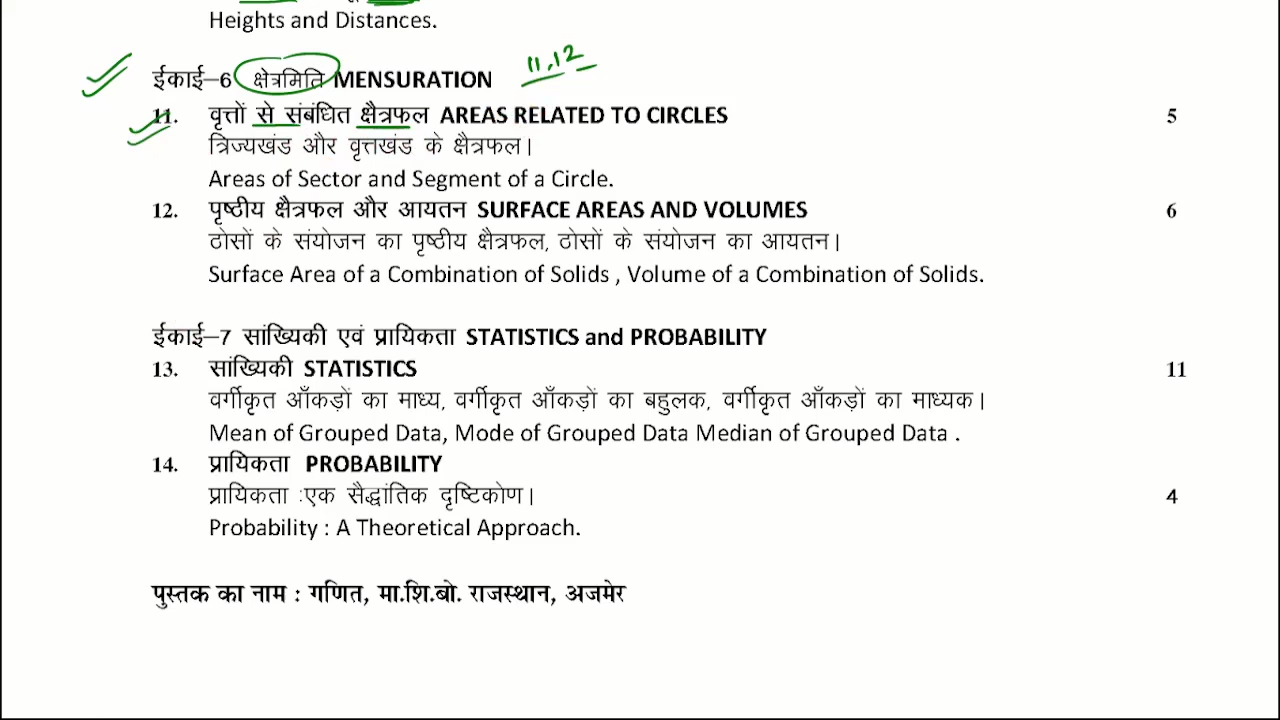 Heights and Distances.
ईकाई–6 क्षेत्रमिति MENSURATION 11,12
11. वृत्तों से संबंधित क्षैत्रफल AREAS RELATED TO CIRCLES 5
त्रिज्यखंड और वृत्तखंड के क्षैत्रफल।
Areas of Sector and Segment of a Circle.
12. पृष्ठीय क्षैत्रफल और आयतन SURFACE AREAS AND VOLUMES 6
ठोसों के संयोजन का पृष्ठीय क्षैत्रफल, ठोसों के संयोजन का आयतन।
Surface Area of a Combination of Solids , Volume of a Combination of Solids.
ईकाई–7 सांख्यिकी एवं प्रायिकता STATISTICS and PROBABILITY
13. सांख्यिकी STATISTICS 11
वर्गीकृत आँकड़ों का माध्य, वर्गीकृत आँकड़ों का बहुलक, वर्गीकृत आँकड़ों का माध्यक।
Mean of Grouped Data, Mode of Grouped Data Median of Grouped Data .
14. प्रायिकता PROBABILITY
प्रायिकता :एक सैद्धांतिक दृष्टिकोण। 4
Probability : A Theoretical Approach.
पुस्तक का नाम : गणित, मा.शि.बो. राजस्थान, अजमेर